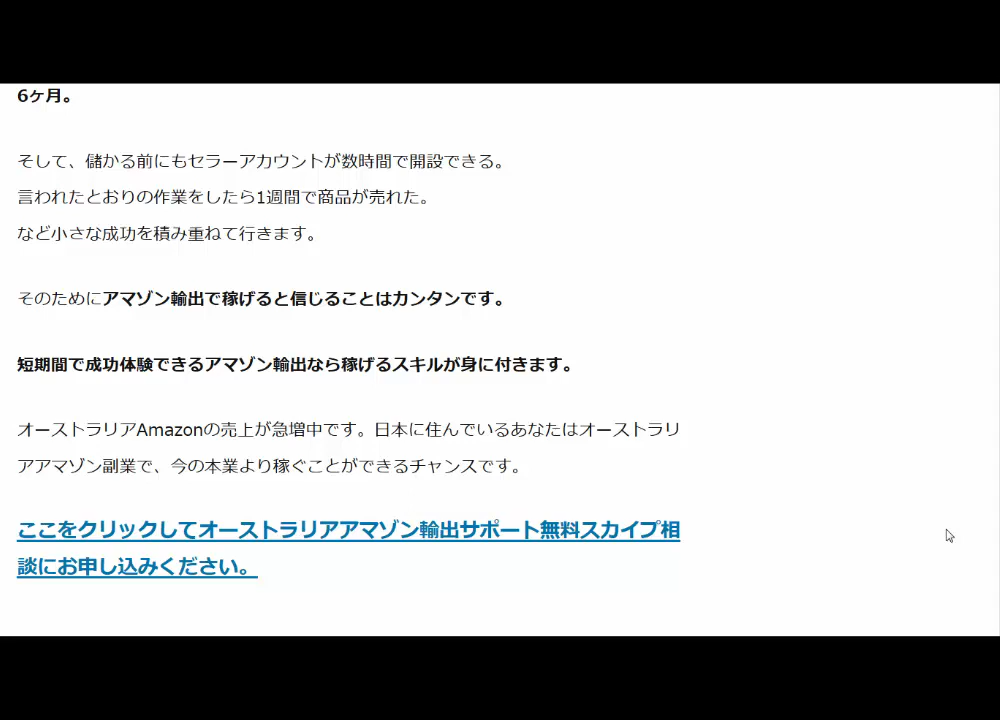 6ケ月。
そして、儲かる前にもセラーアカウントが数時間で開設できる。
言われたとおりの作業をしたら1週間で商品が売れた。
など小さな成功を積み重ねて行きます。
そのためにアマゾン輸出で稼げると信じることはカンタンです。
短期間で成功体験できるアマゾン輸出なら稼げるスキルが身に付きます。
オーストラリアAmazonの売上が急増中です。日本に住んでいるあなたはオーストラリ
アアマゾン副業で、今の本業より稼ぐことができるチャンスです。
ここをクリックしてオーストラリアアマゾン輸出サポート無料スカイプ相
談にお申し込みください。